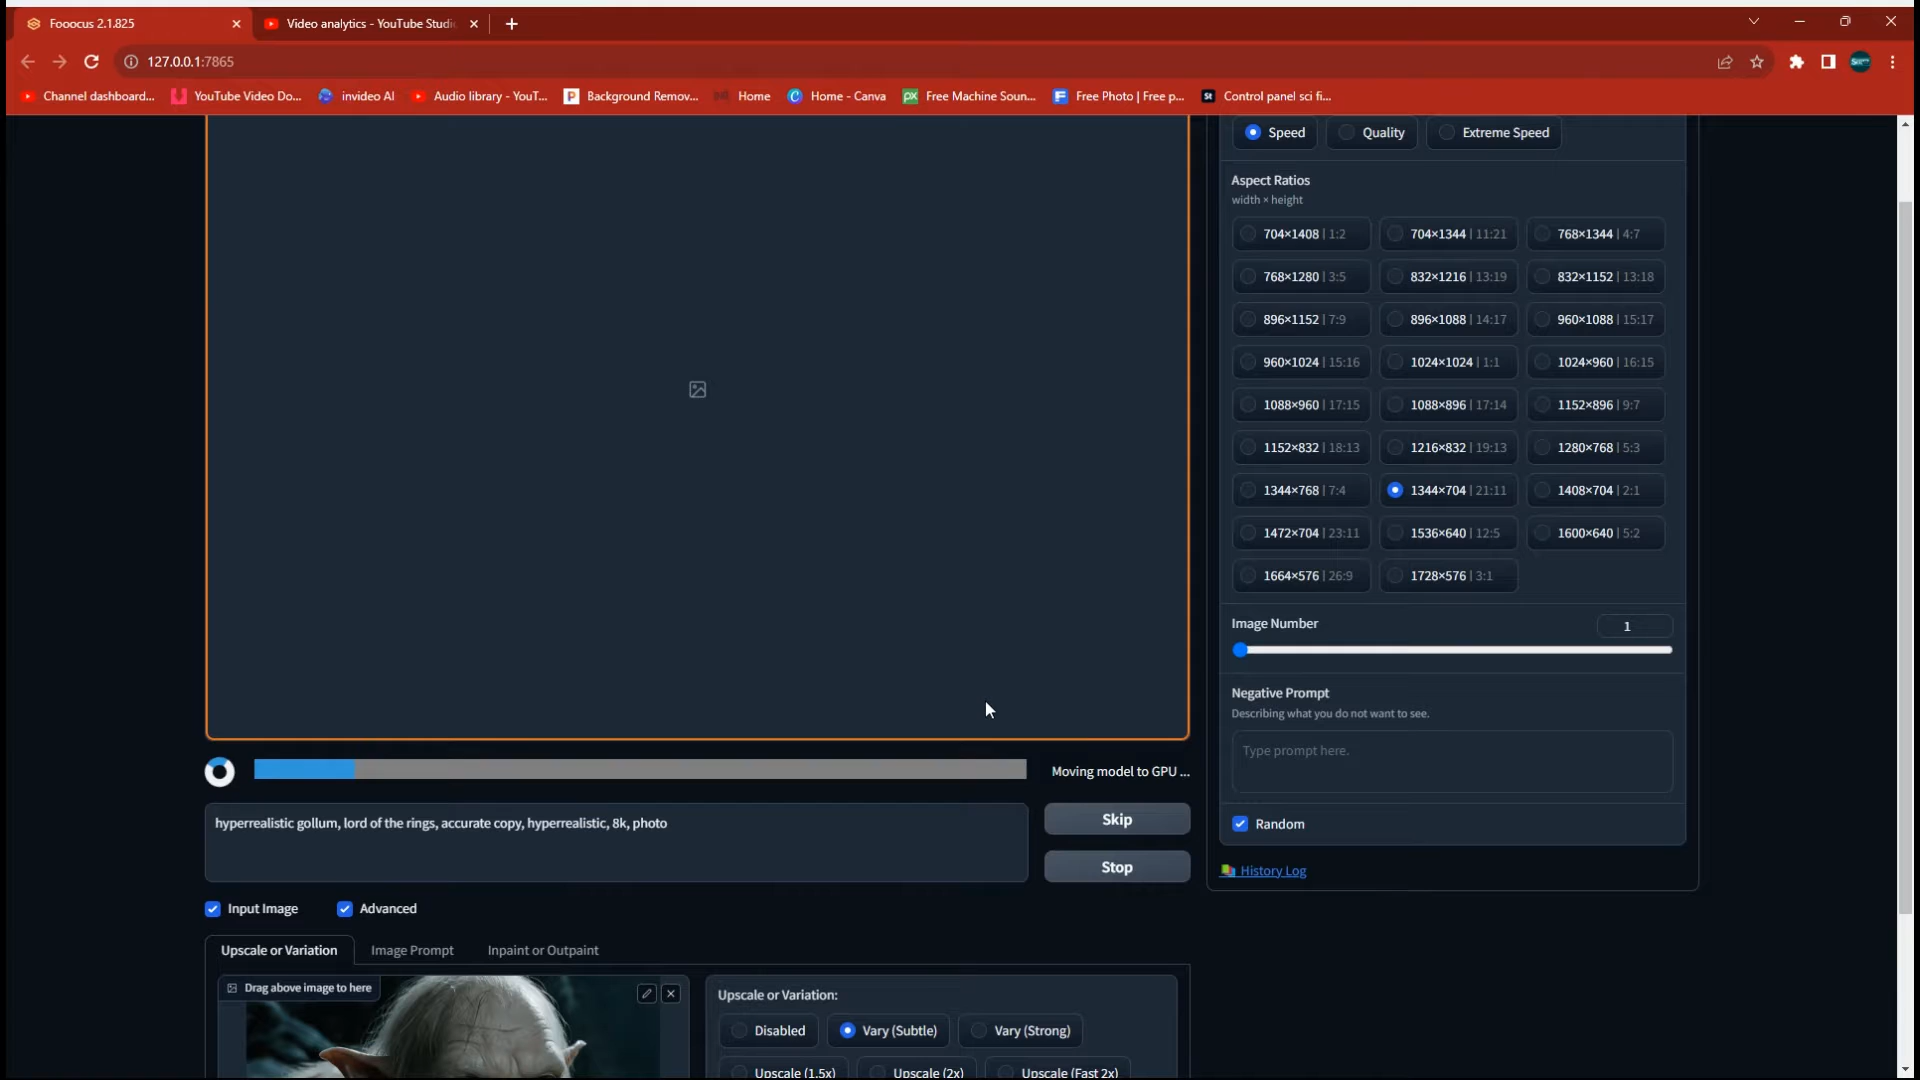 Fooocus 2.1.825
Video analytics - YouTube Studi
127.0.0.1:7865
Channel dashboard...
YouTube Video Do...
invideo AI
Audio library - YouT...
Background Remov...
Home
Home - Canva
Free Machine Soun...
Free Photo | Free p...
Control panel sci fi...
Speed
Quality
Extreme Speed
Aspect Ratios
width × height
704×1408 | 1:2
704×1344 | 11:21
768×1344 | 4:7
768×1280 | 3:5
832×1216 | 13:19
832×1152 | 13:18
896×1152 | 7:9
896×1088 | 14:17
960×1088 | 15:17
960×1024 | 15:16
1024×1024 | 1:1
1024×960 | 16:15
1088×960 | 17:15
1088×896 | 17:14
1152×896 | 9:7
1152×832 | 18:13
1216×832 | 19:13
1280×768 | 5:3
1344×768 | 7:4
1344×704 | 21:11
1408×704 | 2:1
1472×704 | 23:11
1536×640 | 12:5
1600×640 | 5:2
1664×576 | 26:9
1728×576 | 3:1
Image Number
1
Negative Prompt
Describing what you do not want to see.
Type prompt here.
Random
History Log
Moving model to GPU ...
hyperrealistic gollum, lord of the rings, accurate copy, hyperrealistic, 8k, photo
Skip
Stop
Input Image
Advanced
Upscale or Variation
Image Prompt
Inpaint or Outpaint
Drag above image to here
Upscale or Variation:
Disabled
Vary (Subtle)
Vary (Strong)
Upscale (1.5x)
Upscale (2x)
Upscale (Fast 2x)